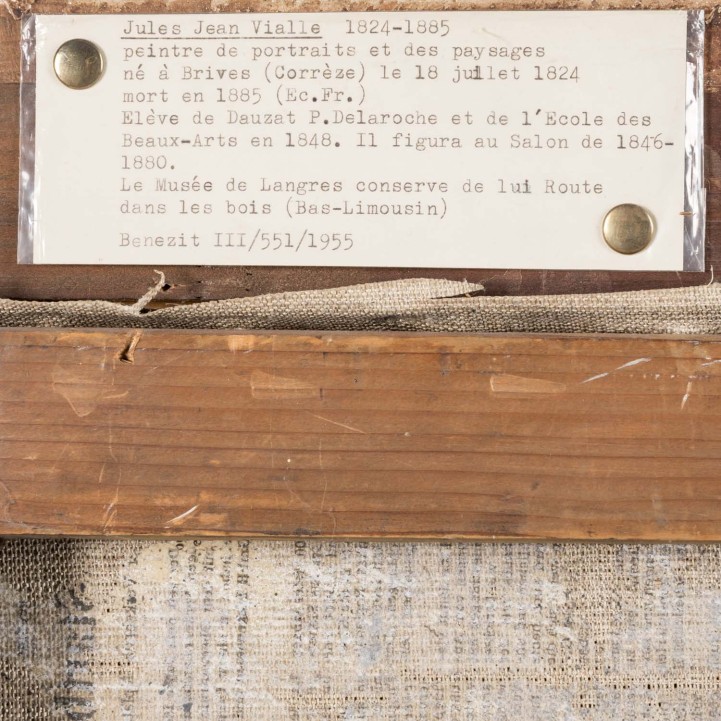 Jules Jean Vialle 1824-1885
peintre de portraits et des paysages
né à Brives (Corrèze) le 18 juillet 1824
mort en 1885 (Ec.Fr.)
Elève de Dauzat P.Delaroche et de l'Ecole des
Beaux-Arts en 1848. Il figura au Salon de 1846-
1880.
Le Musée de Langres conserve de lui Route
dans les bois (Bas-Limousin)
Benezit III/551/1955